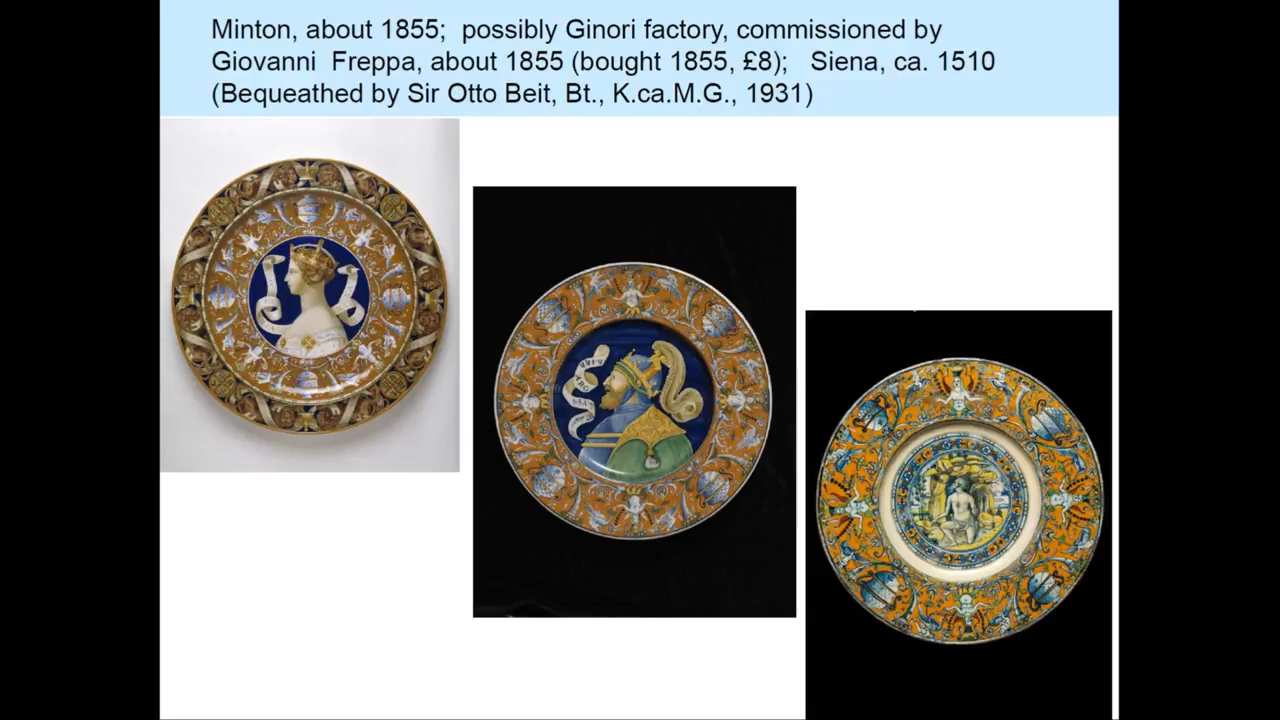 Minton, about 1855;  possibly Ginori factory, commissioned by
Giovanni  Freppa, about 1855 (bought 1855, £8);   Siena, ca. 1510
(Bequeathed by Sir Otto Beit, Bt., K.ca.M.G., 1931)